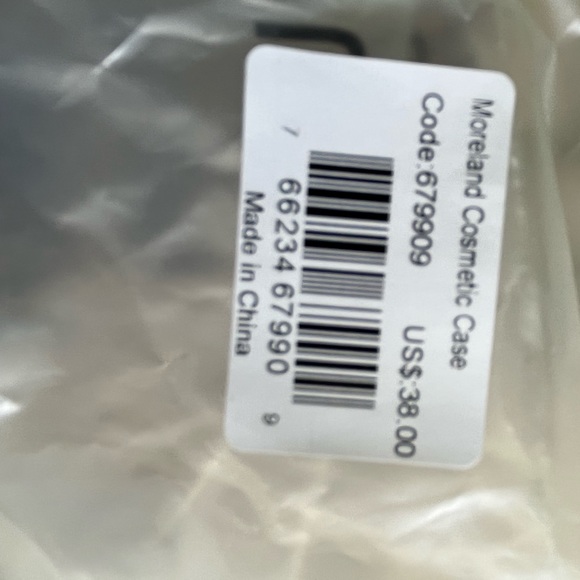 Moreland Cosmetic Case
Code:679909 US$:38.00
7 66234 67990 9
Made in China